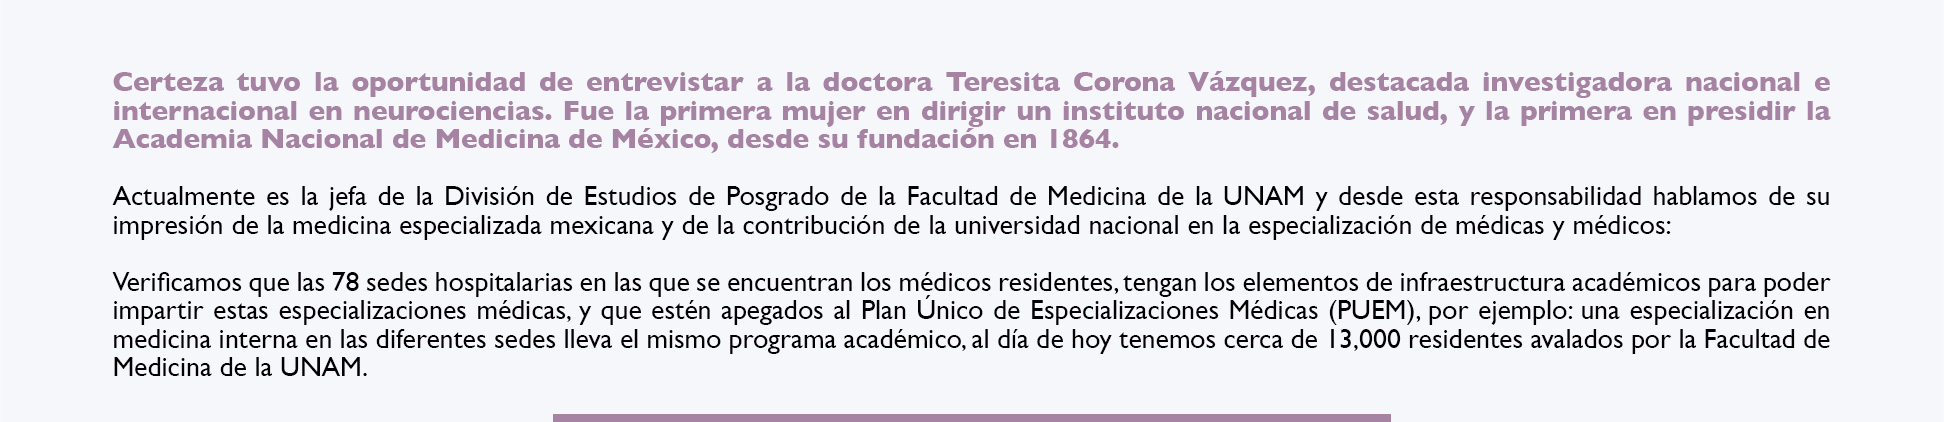 Certeza tuvo la oportunidad de entrevistar a la doctora Teresita Corona Vázquez, destacada investigadora nacional e
internacional en neurociencias. Fue la primera mujer en dirigir un instituto nacional de salud, y la primera en presidir la
Academia Nacional de Medicina de México, desde su fundación en 1864.
Actualmente es la jefa de la División de Estudios de Posgrado de la Facultad de Medicina de la UNAM y desde esta responsabilidad hablamos de su
impresión de la medicina especializada mexicana y de la contribución de la universidad nacional en la especialización de médicas y médicos:
Verificamos que las 78 sedes hospitalarias en las que se encuentran los médicos residentes, tengan los elementos de infraestructura académicos para poder
impartir estas especializaciones médicas, y que estén apegados al Plan Único de Especializaciones Médicas (PUEM), por ejemplo: una especialización en
medicina interna en las diferentes sedes lleva el mismo programa académico, al día de hoy tenemos cerca de 13,000 residentes avalados por la Facultad de
Medicina de la UNAM.